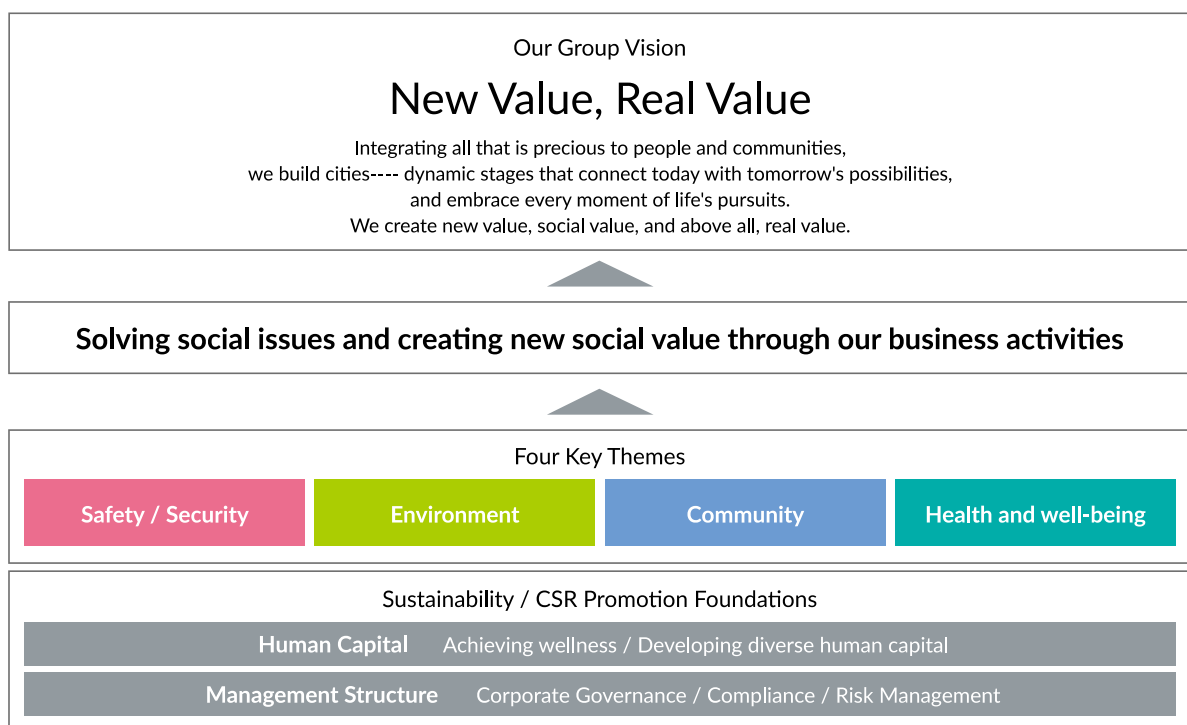 Our Group Vision
New Value, Real Value
Integrating all that is precious to people and communities,
we build cities---- dynamic stages that connect today with tomorrow's possibilities,
and embrace every moment of life's pursuits.
We create new value, social value, and above all, real value.
Solving social issues and creating new social value through our business activities
Four Key Themes
Safety / Security
Environment
Community
Health and well-being
Sustainability / CSR Promotion Foundations
Human Capital Achieving wellness / Developing diverse human capital
Management Structure Corporate Governance / Compliance / Risk Management